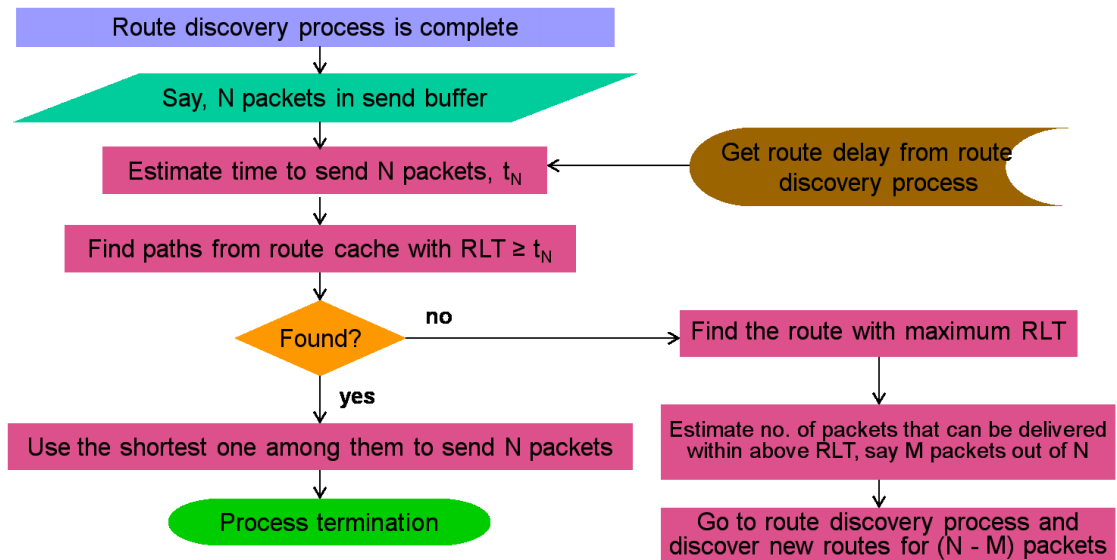 Route discovery process is complete
Say, N packets in send buffer
Estimate time to send N packets, t_N
Get route delay from route
discovery process
Find paths from route cache with RLT ≥ t_N
Found?
no
Find the route with maximum RLT
yes
Use the shortest one among them to send N packets
Estimate no. of packets that can be delivered
within above RLT, say M packets out of N
Process termination
Go to route discovery process and
discover new routes for (N - M) packets